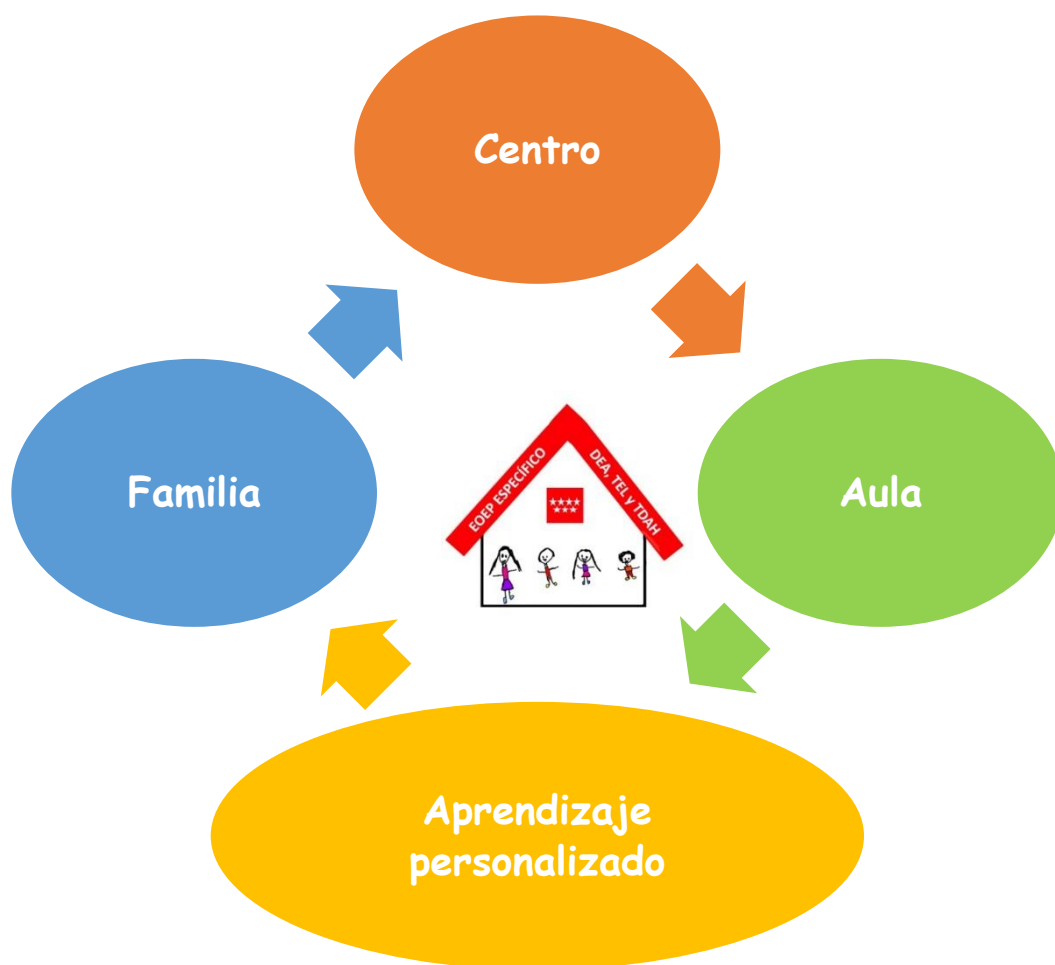 Centro
Familia
EOEP ESPECÍFICO
DEA, TEL y TDAH
Aula
Aprendizaje
personalizado